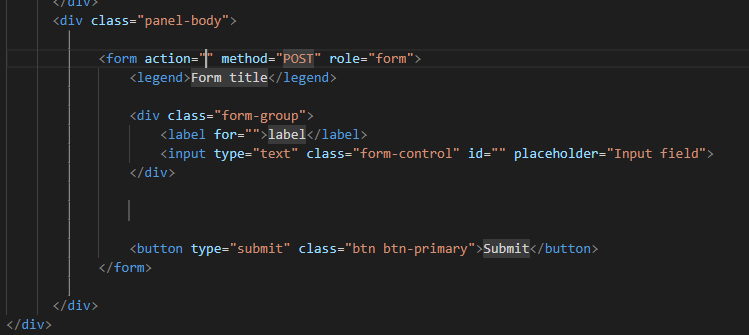 </div>
<div class="panel-body">
<form action="" method="POST" role="form">
<legend>Form title</legend>
<div class="form-group">
<label for="">label</label>
<input type="text" class="form-control" id="" placeholder="Input field">
</div>
<button type="submit" class="btn btn-primary">Submit</button>
</form>
</div>
</div>